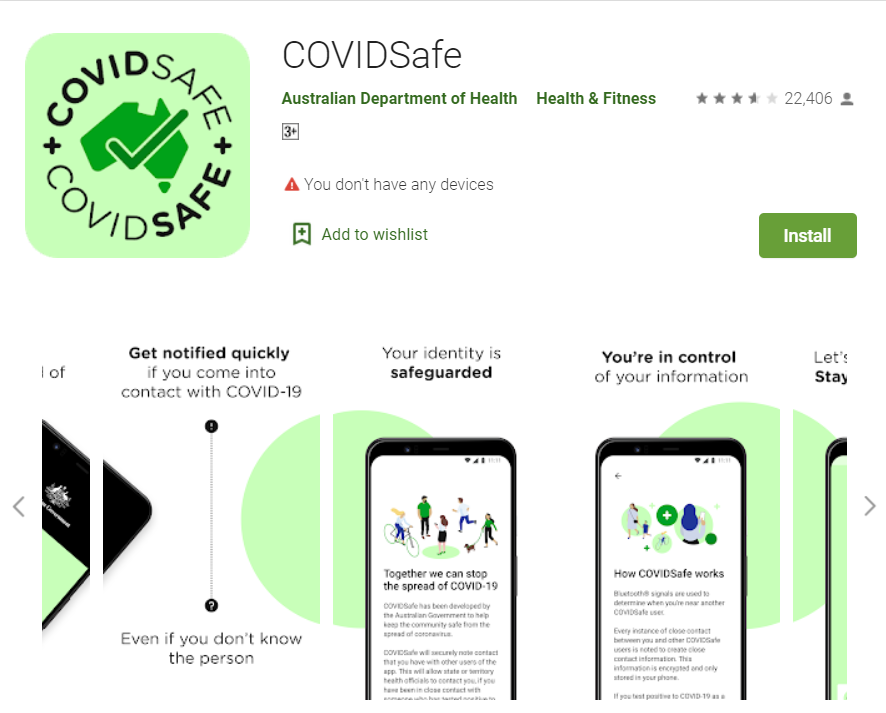 COVIDSAFE
COVIDSAFE
COVIDSafe
Australian Department of Health Health & Fitness 22,406
3+
You don't have any devices
Add to wishlist
Install
of
Get notified quickly
if you come into
contact with COVID-19
!
?
Even if you don't know
the person
Your identity is
safeguarded
11:11
Together we can stop
the spread of COVID-19
COVIDSafe has been developed by
the Australian Government to help
keep the community safe from the
spread of coronavirus.
COVIDSafe will securely note contact
that you have with other users of the
app. This will allow state or territory
health officials to contact you, if you
have been in close contact with
someone who has tested positive to
You're in control
of your information
11:11
How COVIDSafe works
Bluetooth® signals are used to
determine when you're near another
COVIDSafe user.
Every instance of close contact
between you and other COVIDSafe
users is noted to create close
contact information. This
information is encrypted and only
stored in your phone.
If you test positive to COVID-19 as a
Let's
Stay